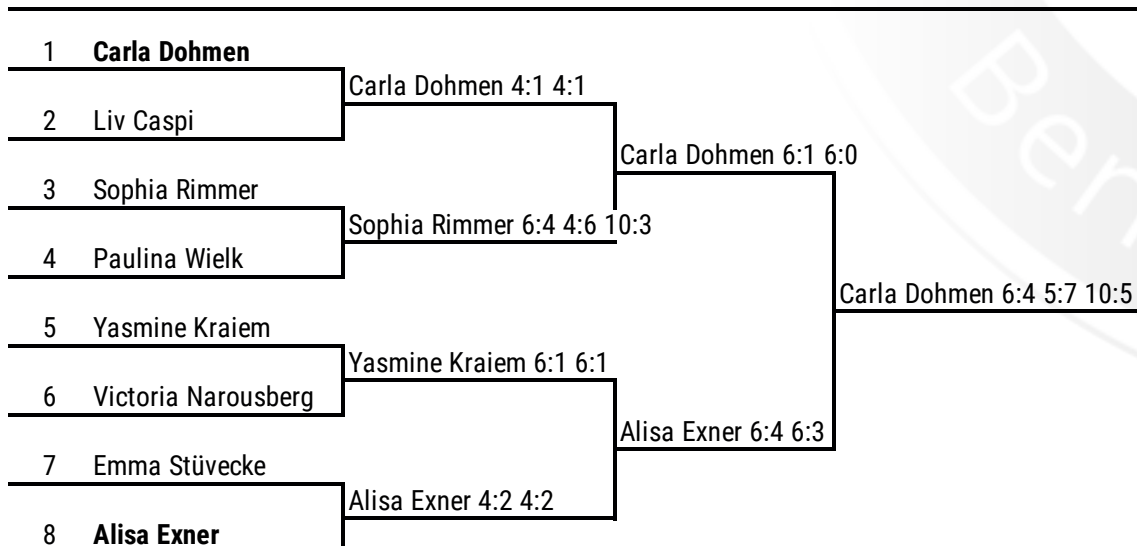 1 Carla Dohmen
Carla Dohmen 4:1 4:1
2 Liv Caspi
Carla Dohmen 6:1 6:0
3 Sophia Rimmer
Sophia Rimmer 6:4 4:6 10:3
4 Paulina Wielk
Carla Dohmen 6:4 5:7 10:5
5 Yasmine Kraiem
Yasmine Kraiem 6:1 6:1
6 Victoria Narousberg
Alisa Exner 6:4 6:3
7 Emma Stüvecke
Alisa Exner 4:2 4:2
8 Alisa Exner